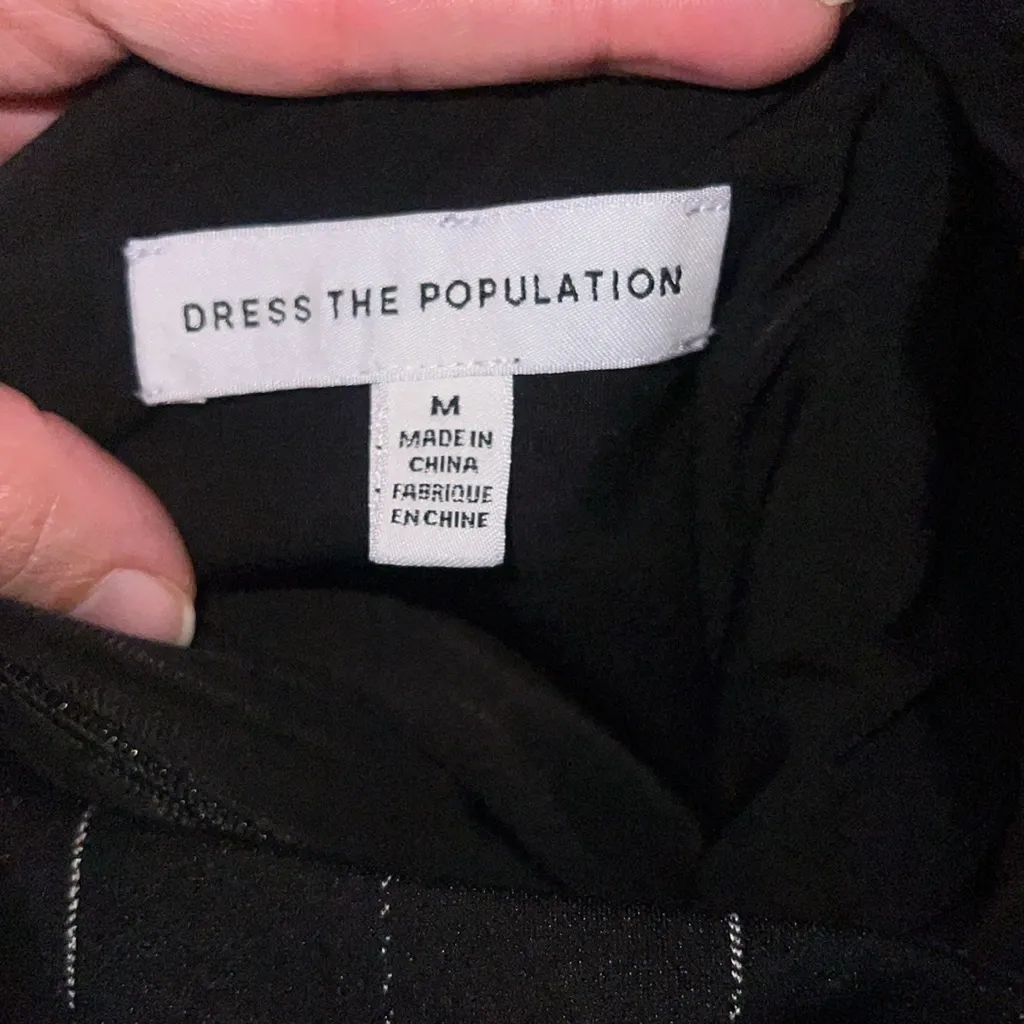 DRESS THE POPULATION
M
MADE IN
CHINA
FABRIQUE
EN CHINE